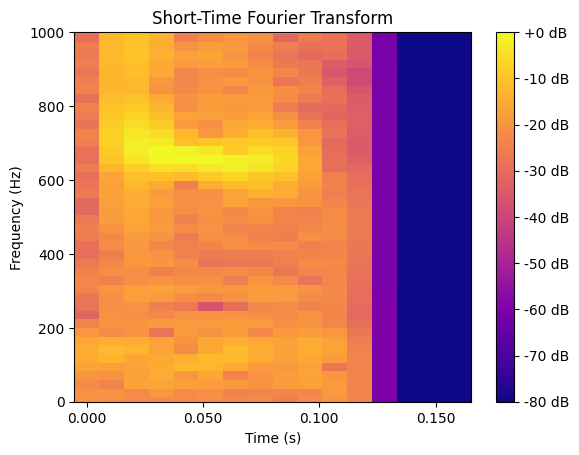 Short-Time Fourier Transform
Frequency (Hz)
1000
800
600
400
200
0
0.000
0.050
0.100
0.150
Time (s)
+0 dB
-10 dB
-20 dB
-30 dB
-40 dB
-50 dB
-60 dB
-70 dB
-80 dB